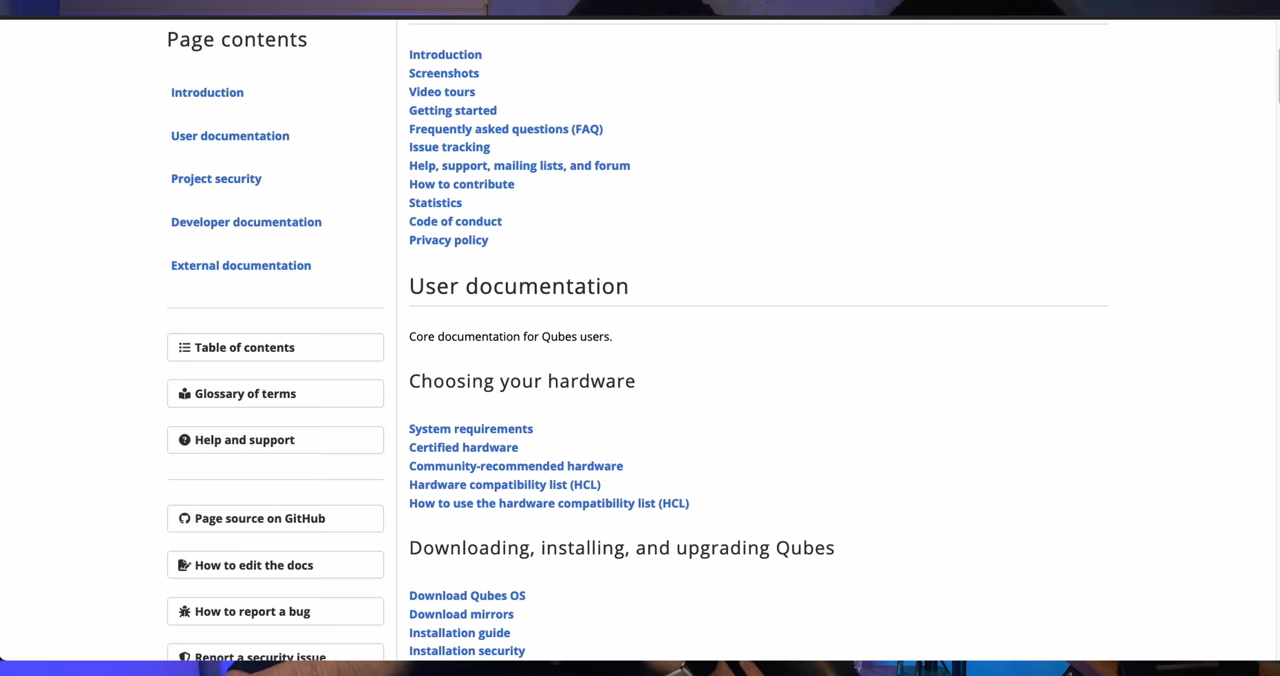 Page contents
Introduction
User documentation
Project security
Developer documentation
External documentation
Table of contents
Glossary of terms
Help and support
Page source on GitHub
How to edit the docs
How to report a bug
Report a security issue
Introduction
Screenshots
Video tours
Getting started
Frequently asked questions (FAQ)
Issue tracking
Help, support, mailing lists, and forum
How to contribute
Statistics
Code of conduct
Privacy policy
User documentation
Core documentation for Qubes users.
Choosing your hardware
System requirements
Certified hardware
Community-recommended hardware
Hardware compatibility list (HCL)
How to use the hardware compatibility list (HCL)
Downloading, installing, and upgrading Qubes
Download Qubes OS
Download mirrors
Installation guide
Installation security